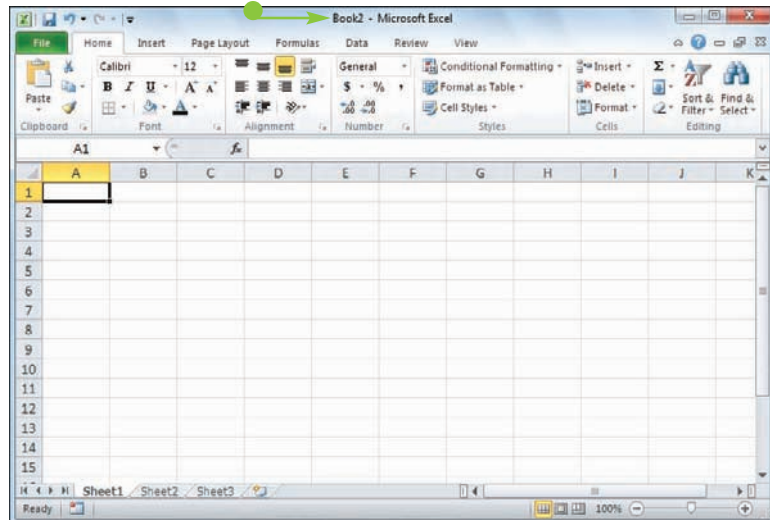 Book2 - Microsoft Excel
File Home Insert Page Layout Formulas Data Review View
Calibri 12 General Conditional Formatting Insert Σ
B I U A A $ % , Format as Table Delete
Paste A .00 .00 Cell Styles Format Sort & Filter Find & Select
Clipboard Font Alignment Number Styles Cells Editing
A1 fx
A B C D E F G H I J K
1
2
3
4
5
6
7
8
9
10
11
12
13
14
15
Sheet1 Sheet2 Sheet3
Ready 100%